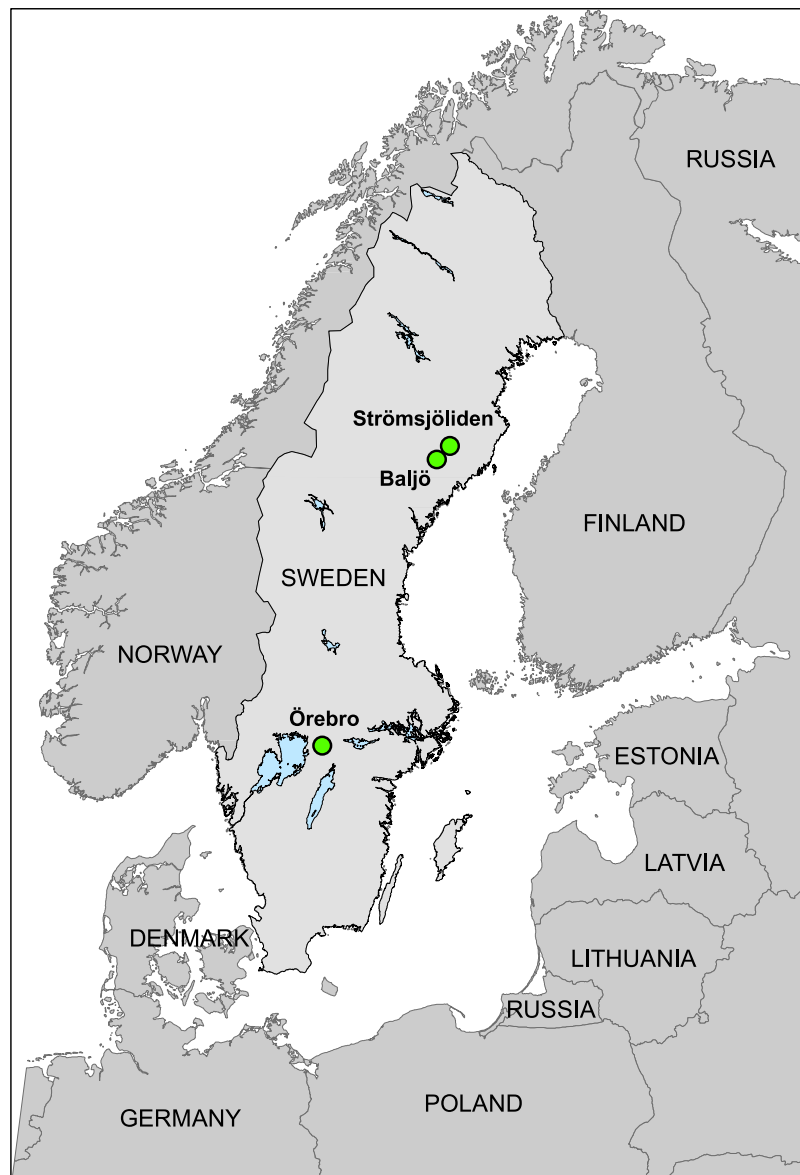 RUSSIA
Strömsjöliden
Baljö
FINLAND
SWEDEN
NORWAY
Örebro
ESTONIA
LATVIA
DENMARK
LITHUANIA
RUSSIA
POLAND
GERMANY